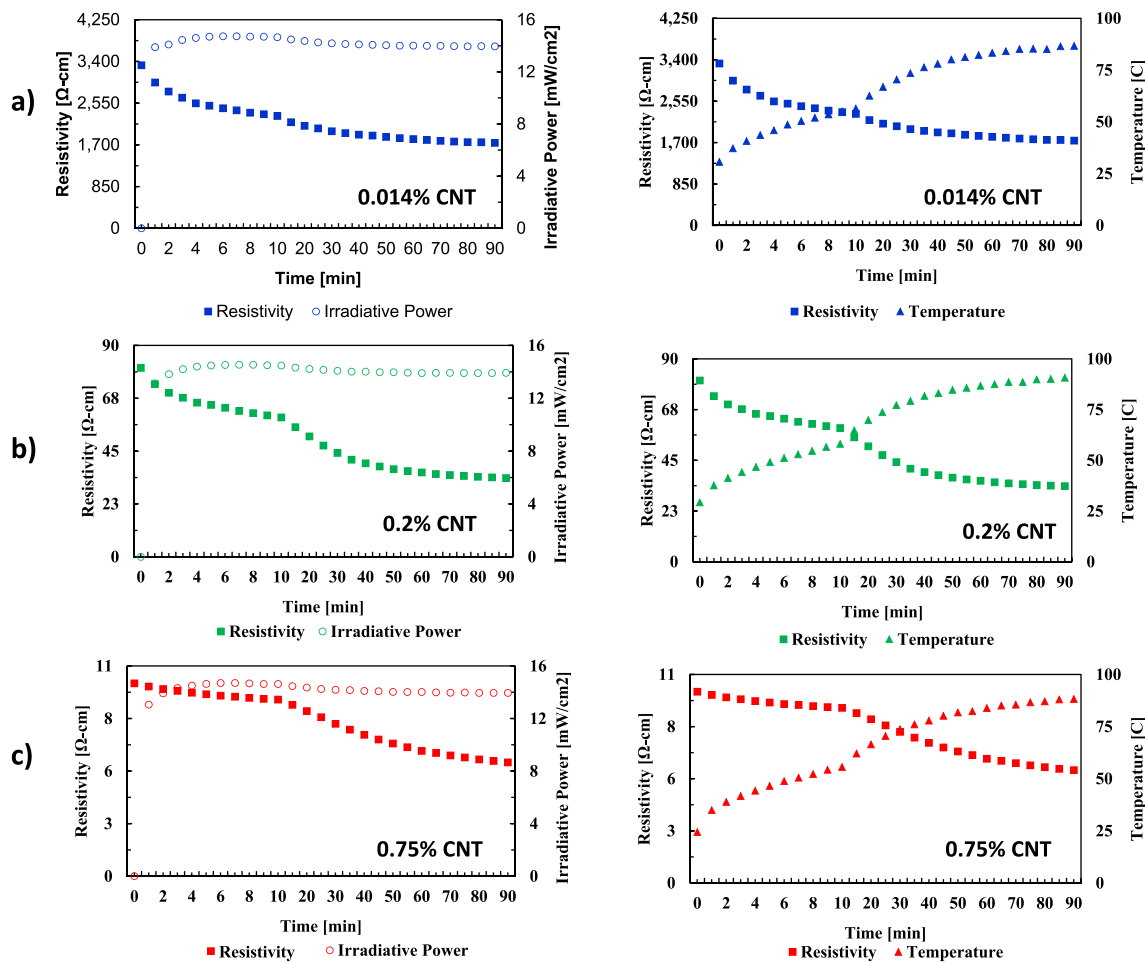 a)
4,250
3,400
2,550
1,700
850
0
Resistivity [Ω-cm]
16
12
8
4
0
Irradiative Power [mW/cm2]
0.014% CNT
0 2 4 6 8 10 20 30 40 50 60 70 80 90
Time [min]
Resistivity Irradiative Power
4,250
3,400
2,550
1,700
850
0
Resistivity [Ω-cm]
100
75
50
25
0
Temperature [C]
0.014% CNT
0 2 4 6 8 10 20 30 40 50 60 70 80 90
Time [min]
Resistivity Temperature
b)
90
68
45
23
0
Resistivity [Ω-cm]
16
12
8
4
0
Irradiative Power [mW/cm2]
0.2% CNT
0 2 4 6 8 10 20 30 40 50 60 70 80 90
Time [min]
Resistivity Irradiative Power
90
68
45
23
0
Resistivity [Ω-cm]
100
75
50
25
0
Temperature [C]
0.2% CNT
0 2 4 6 8 10 20 30 40 50 60 70 80 90
Time [min]
Resistivity Temperature
c)
11
6
0
Resistivity [Ω-cm]
16
12
8
4
0
Irradiative Power [mW/cm2]
0.75% CNT
0 2 4 6 8 10 20 30 40 50 60 70 80 90
Time [min]
Resistivity Irradiative Power
11
9
6
3
0
Resistivity [Ω-cm]
100
75
50
25
0
Temperature [C]
0.75% CNT
0 2 4 6 8 10 20 30 40 50 60 70 80 90
Time [min]
Resistivity Temperature